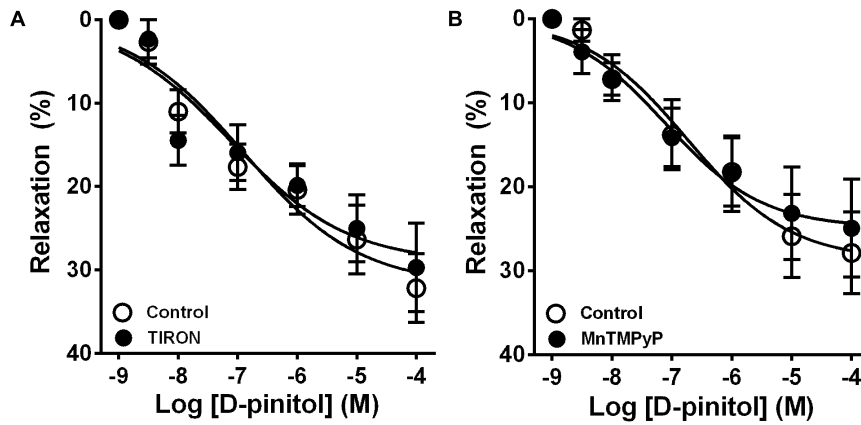 A
Relaxation (%)
0
10
20
30
40
Control
TIRON
-9 -8 -7 -6 -5 -4
Log [D-pinitol] (M)
B
Relaxation (%)
0
10
20
30
40
Control
MnTMPyP
-9 -8 -7 -6 -5 -4
Log [D-pinitol] (M)